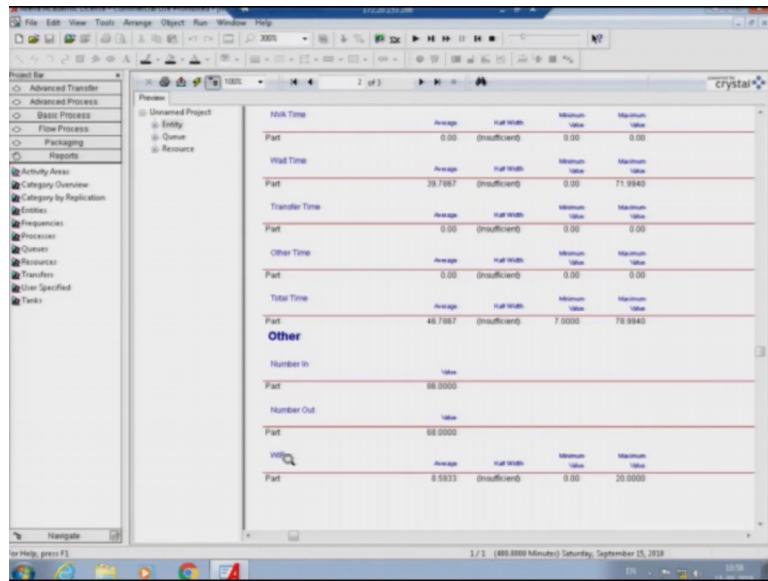 File Edit View Tools Arrange Object Run Window Help
300%
Project Bar
Advanced Transfer
Advanced Process
Basic Process
Flow Process
Packaging
Reports
Activity Areas
Category Overview
Category by Replication
Entities
Frequencies
Processes
Queues
Resources
Transfers
User Specified
Tanks
Navigate
100%
2 of 3
crystal
Preview
Unnamed Project
Entity
Queue
Resource
NVA Time
Average Half Width Minimum Value Maximum Value
Part 0.00 (Insufficient) 0.00 0.00
Wait Time
Average Half Width Minimum Value Maximum Value
Part 39.7867 (Insufficient) 0.00 71.9940
Transfer Time
Average Half Width Minimum Value Maximum Value
Part 0.00 (Insufficient) 0.00 0.00
Other Time
Average Half Width Minimum Value Maximum Value
Part 0.00 (Insufficient) 0.00 0.00
Total Time
Average Half Width Minimum Value Maximum Value
Part 46.7867 (Insufficient) 7.0000 78.9940
Other
Number In
Value
Part
Number Out
Value
Part 68.0000
WIP
Average Half Width Minimum Value Maximum Value
Part 8.5933 (Insufficient) 0.00 20.0000
For Help, press F1
1/1 (480.0000 Minutes) Saturday, September 15, 2018
EN
10:58